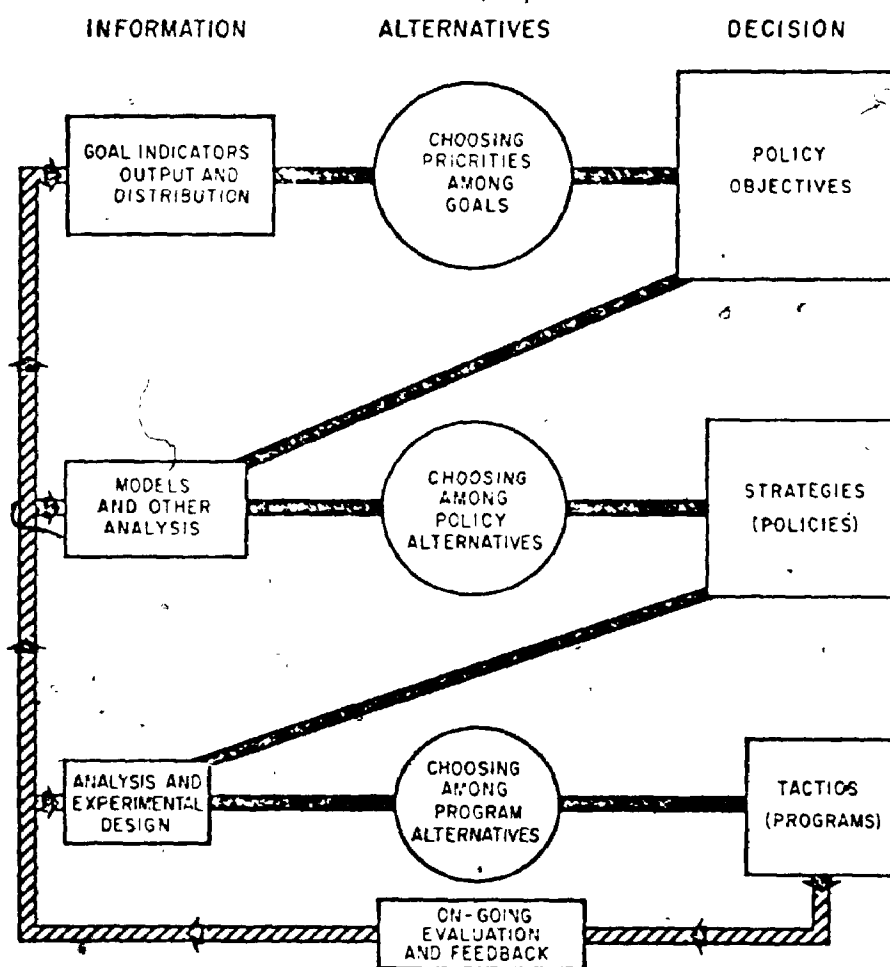 INFORMATION ALTERNATIVES DECISION
GOAL INDICATORS
OUTPUT AND
DISTRIBUTION
CHOOSING
PRIORITIES
AMONG
GOALS
POLICY
OBJECTIVES
MODELS
AND OTHER
ANALYSIS
CHOOSING
AMONG
POLICY
ALTERNATIVES
STRATEGIES
(POLICIES)
ANALYSIS AND
EXPERIMENTAL
DESIGN
CHOOSING
AMONG
PROGRAM
ALTERNATIVES
TACTICS
(PROGRAMS)
ON-GOING
EVALUATION
AND FEEDBACK